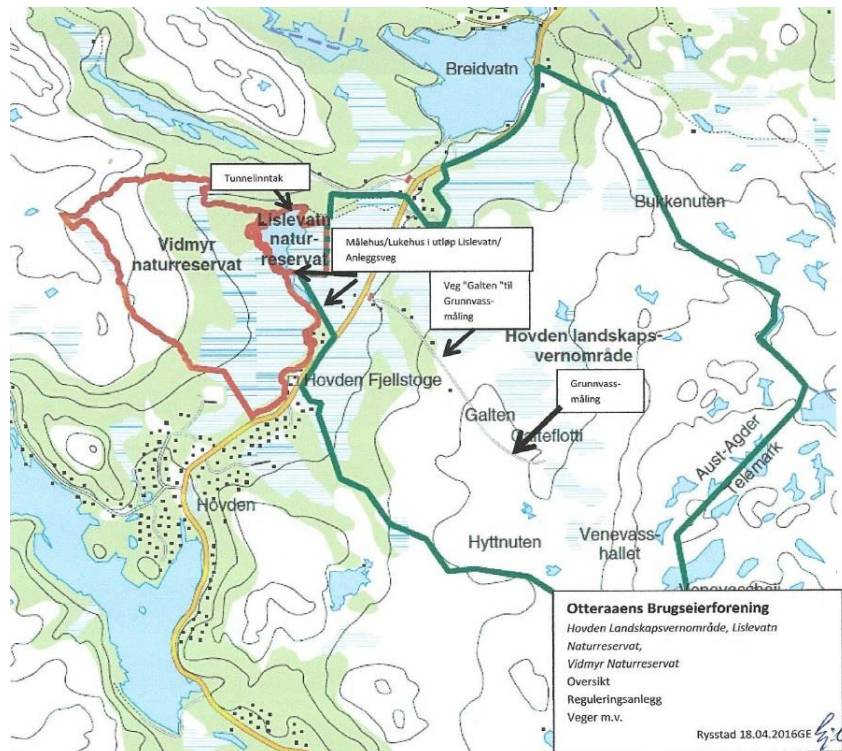 Breidvatn
Tunnelinntak
Bukkenuten
Lislevatn
natur-
reservat
Vidmyr
naturreservat
Målehus/Lukehus i utløp Lislevatn/
Anleggsveg
Veg "Galten "til
Grunnvass-
måling
Hovden landskaps-
vernområde
Hovden Fjellstoge
Grunnvass-
måling
Galten
Aust-Agder
Telemark
Hovden
Hyttnuten
Venevass-
hallet
Otteraaens Brugseierforening
Hovden Landskapsvernområde, Lislevatn
Naturreservat,
Vidmyr Naturreservat
Oversikt
Reguleringsanlegg
Veger m.v.
Rysstad 18.04.2016GE